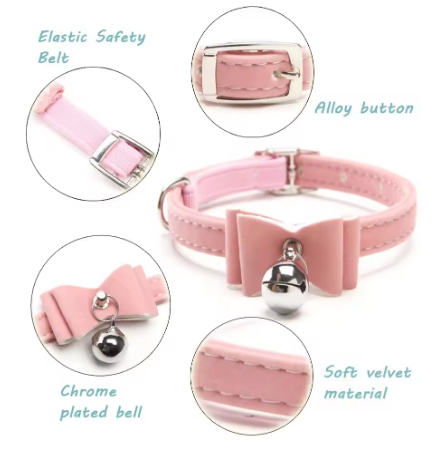 Elastic Safety
Belt
Alloy button
Chrome
plated bell
Soft velvet
material